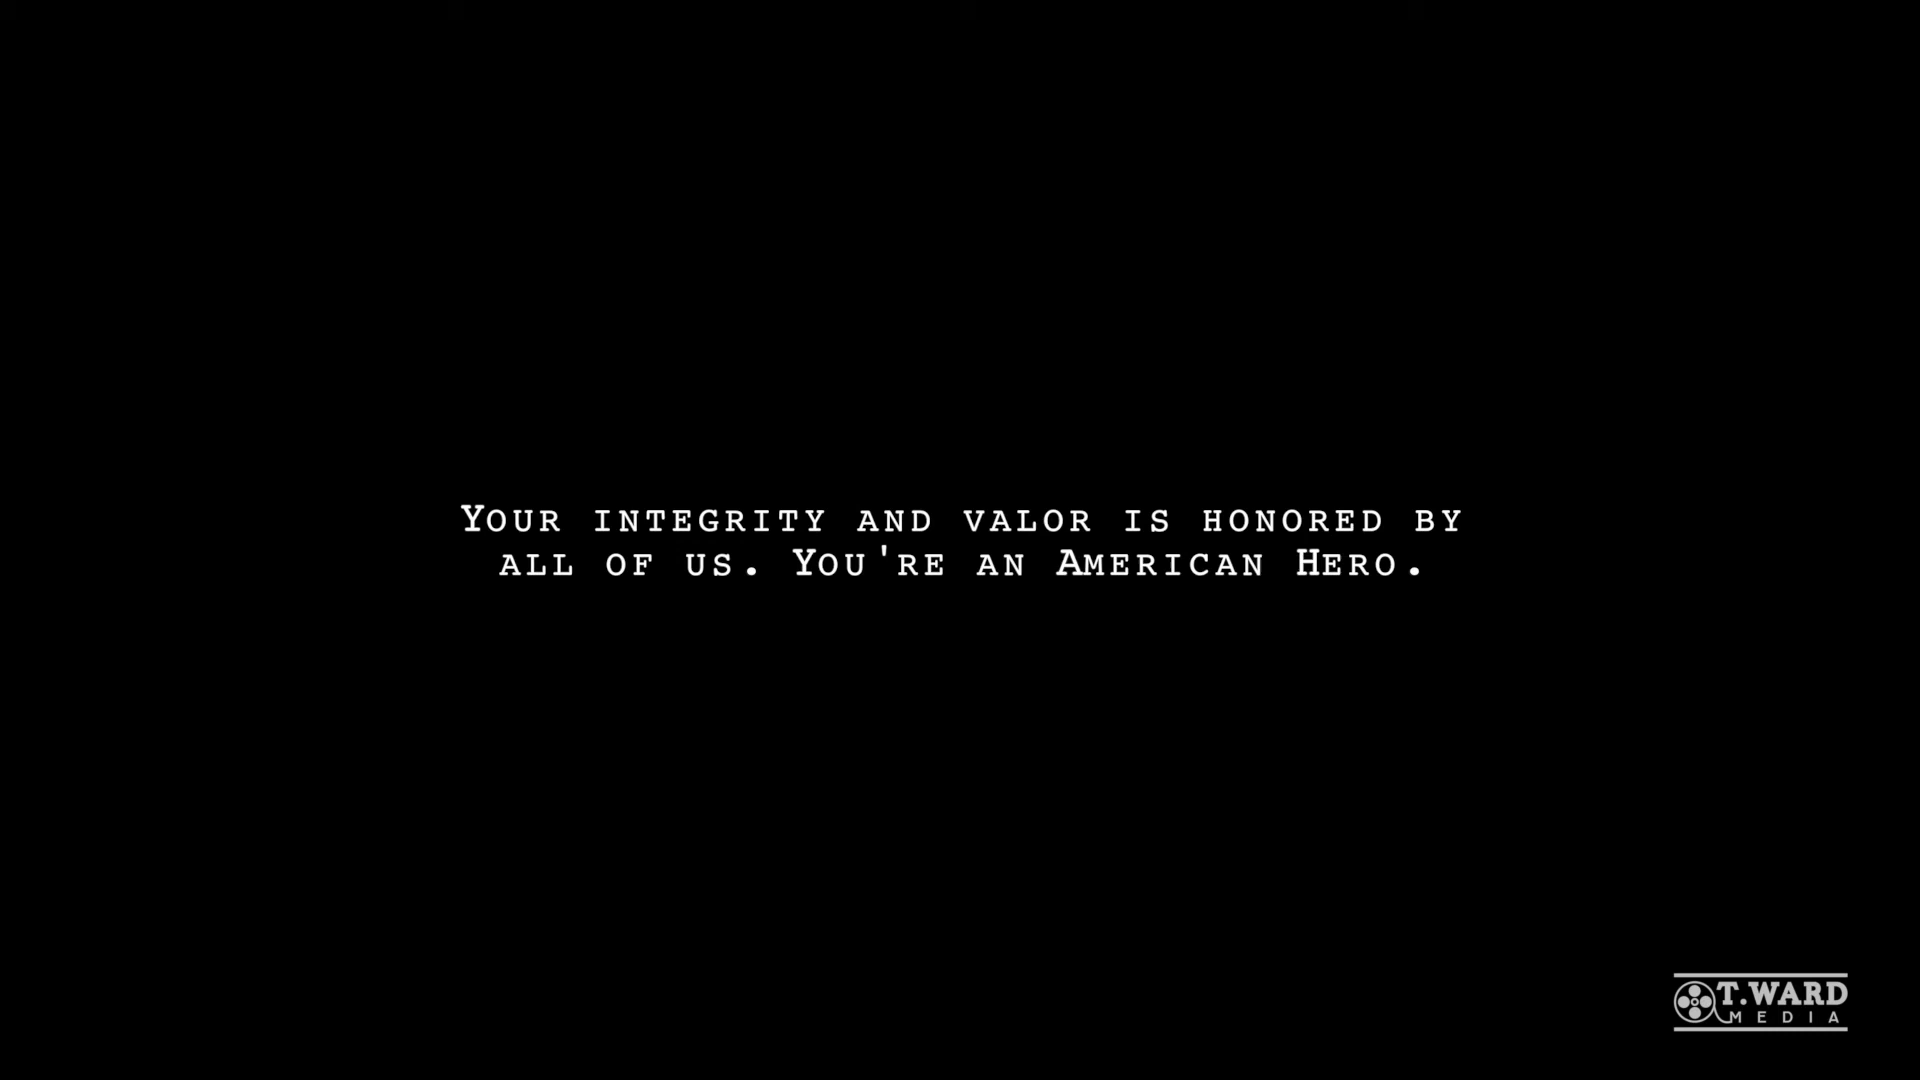 Your integrity and valor is honored by
all of us. You're an American Hero.
T.WARD
MEDIA